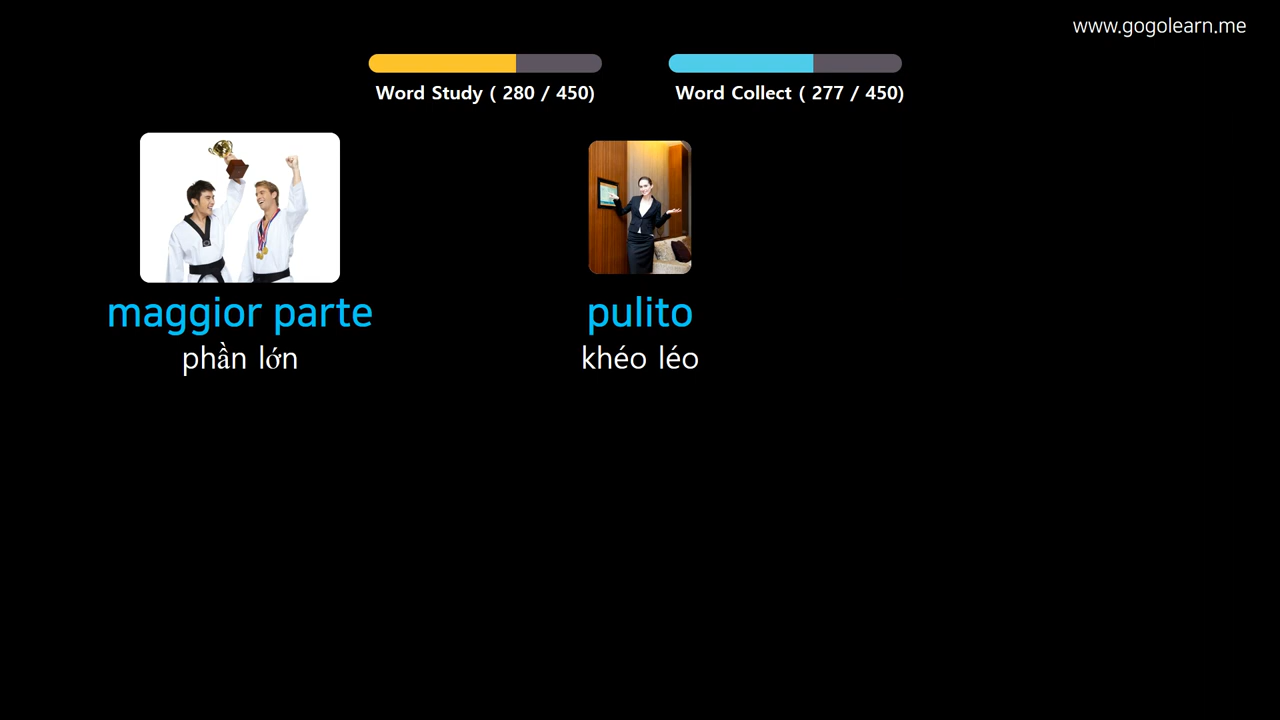 www.gogolearn.me
Word Study ( 280 / 450)
Word Collect ( 277 / 450)
maggior parte
phần lớn
pulito
khéo léo